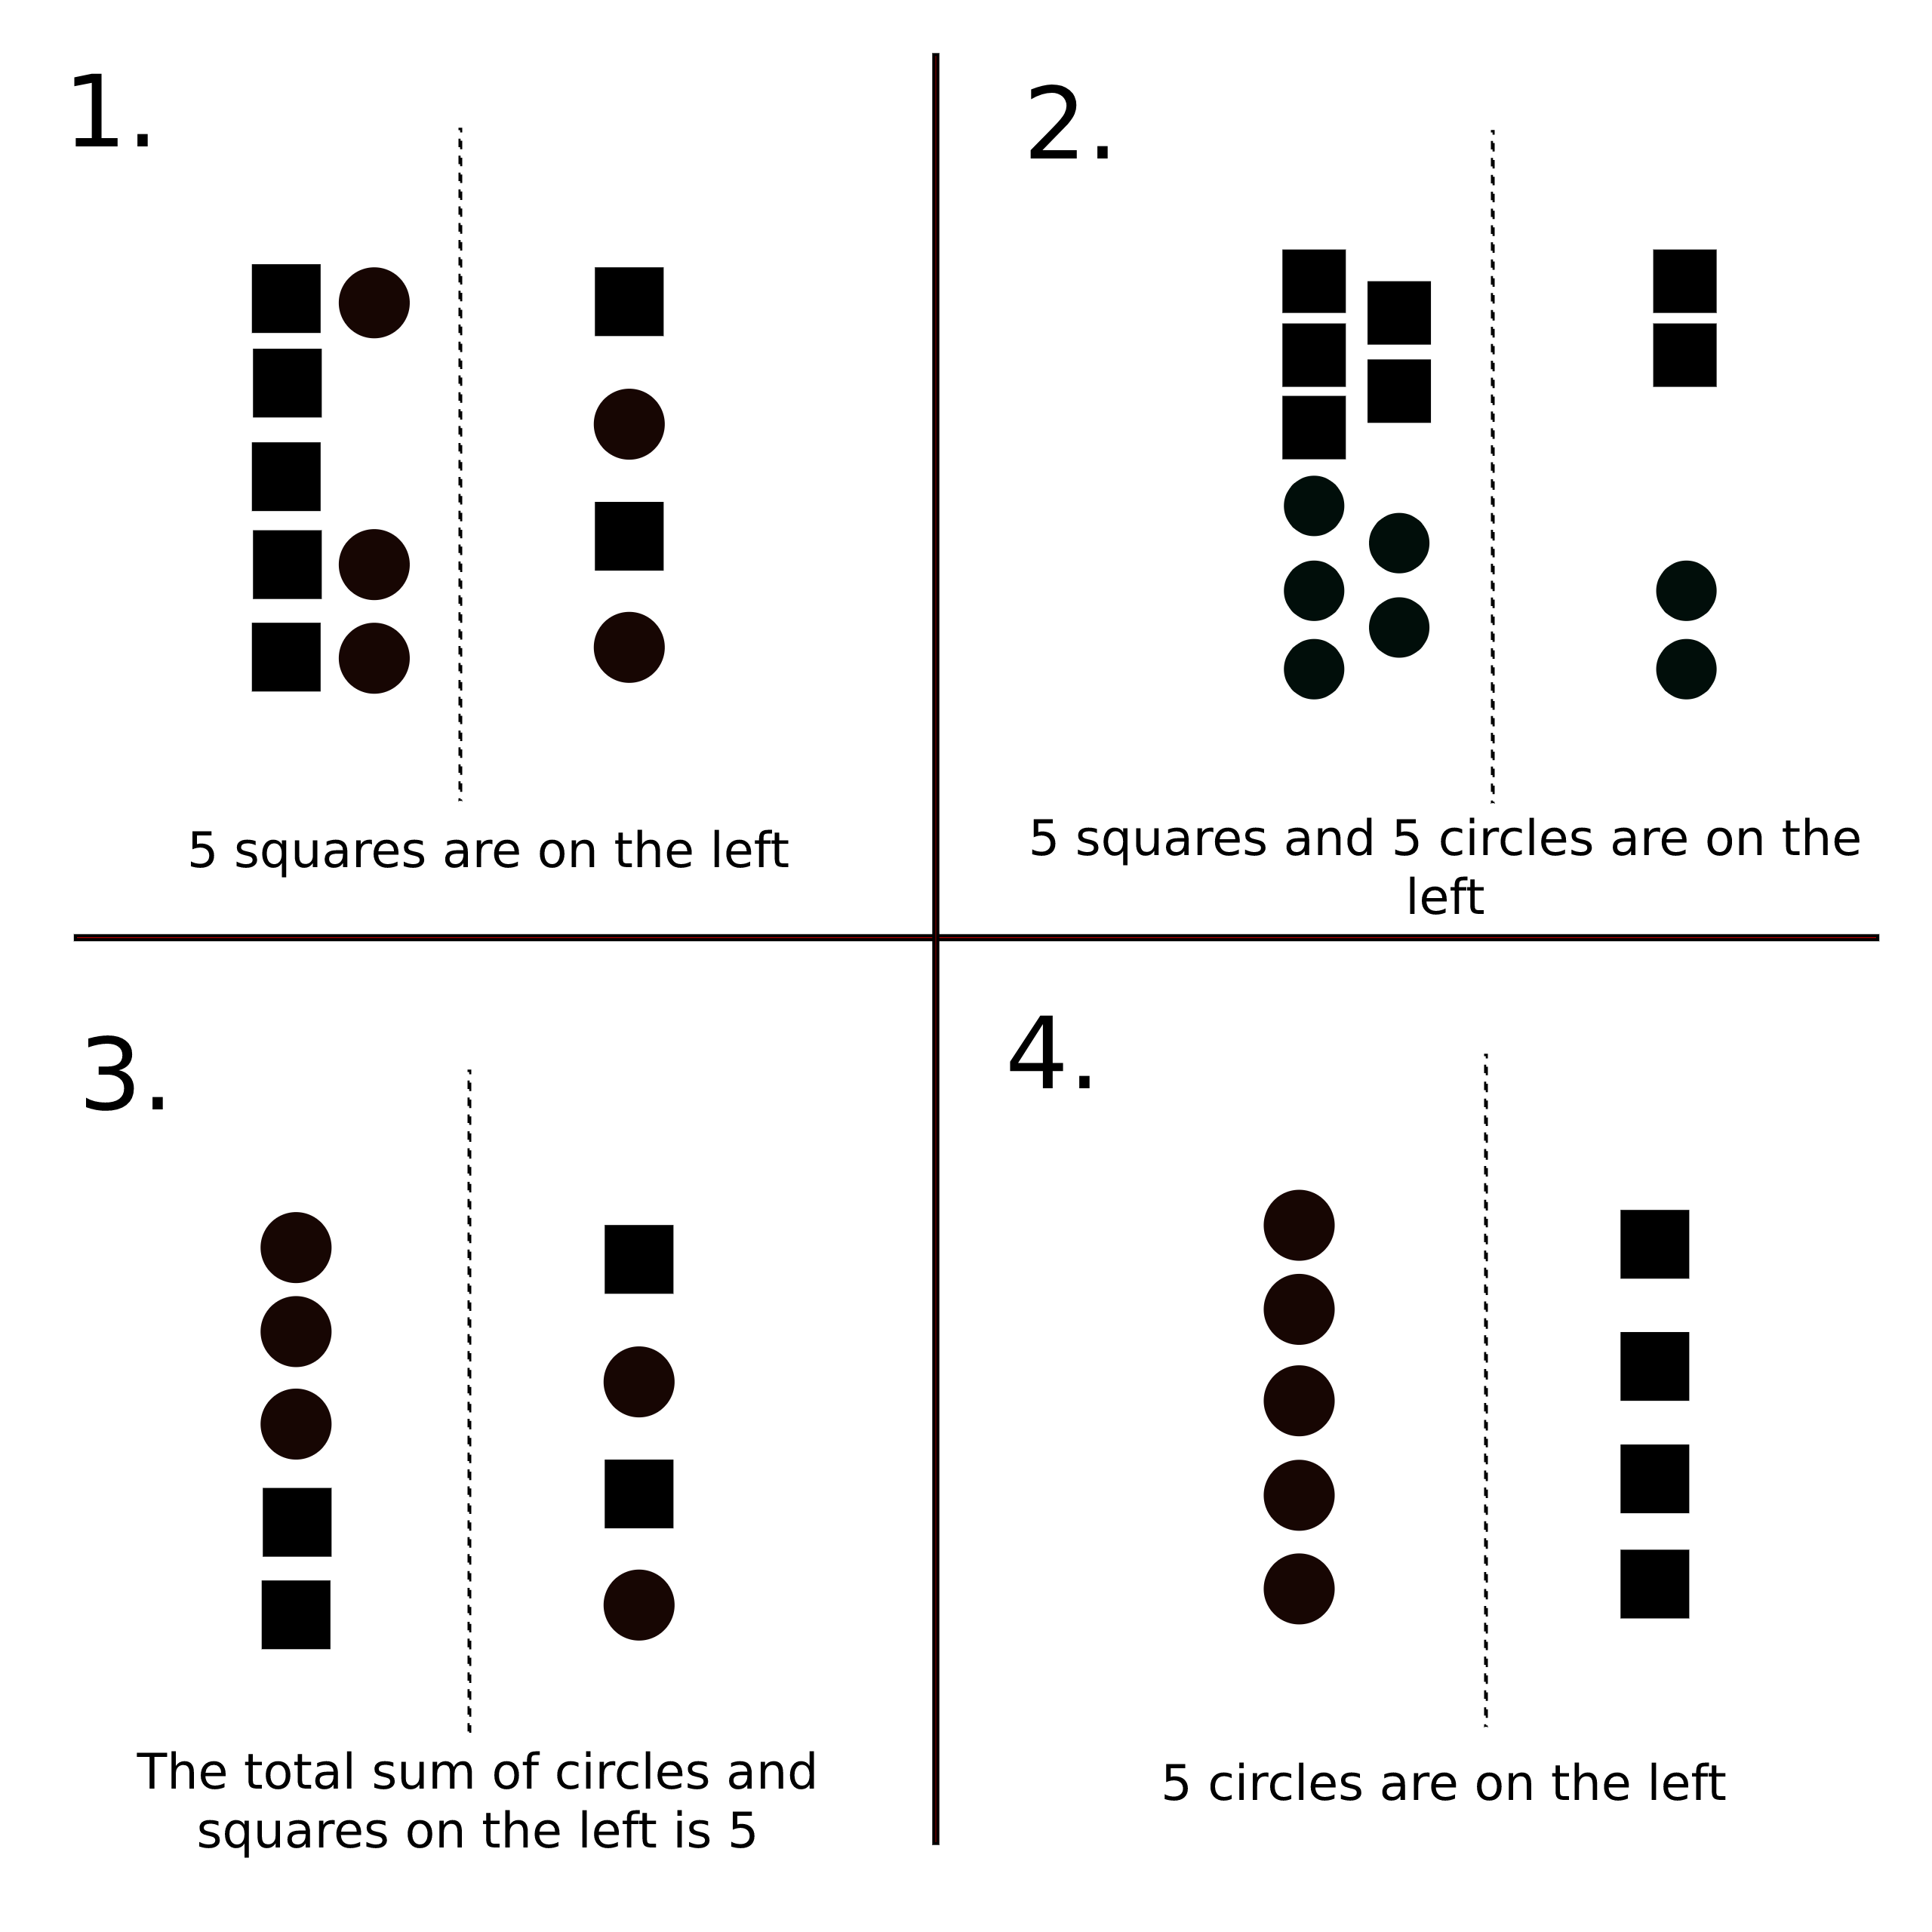 1.
5 squares are on the left
2.
5 squares and 5 circles are on the
left
3.
The total sum of circles and
squares on the left is 5
4.
5 circles are on the left